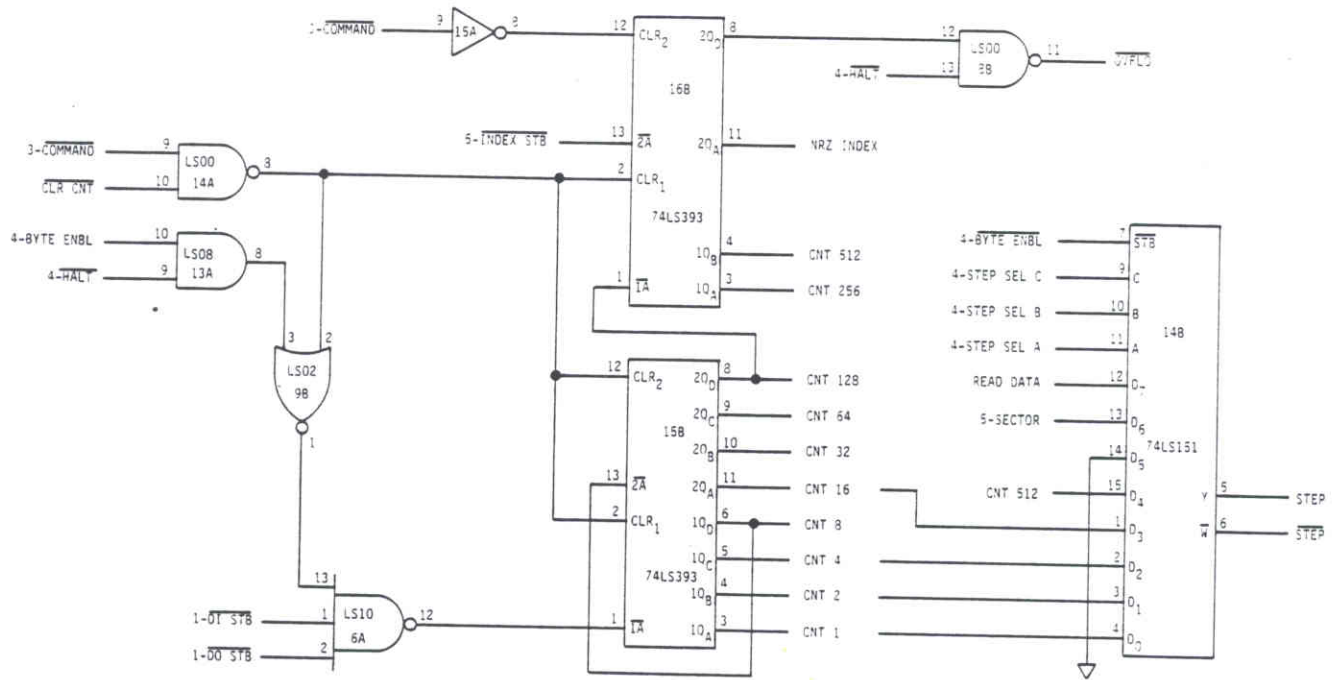 3-COMMAND
9
15A
8
12
CLR2
2QD
8
12
LS00
8B
11
OVFLO
4-HALT
13
16B
5-INDEX STB
13
2A
2QA
11
NRZ INDEX
3-COMMAND
9
LS00
14A
8
CLR CNT
10
2
CLR1
74LS393
4-BYTE ENBL
10
LS08
13A
8
4-HALT
9
1QB
4
CNT 512
1
1A
1QA
3
CNT 256
3
2
LS02
9B
1
12
CLR2
2QD
8
CNT 128
2QC
9
CNT 64
15B
2QB
10
CNT 32
13
2A
2QA
11
CNT 16
2
CLR1
1QD
6
CNT 8
1QC
5
CNT 4
74LS393
1QB
4
CNT 2
1
1A
1QA
3
CNT 1
13
1-DI STB
1
LS10
6A
12
1-DO STB
2
4-BYTE ENBL
7
STB
4-STEP SEL C
9
C
4-STEP SEL B
10
B
14B
4-STEP SEL A
11
A
READ DATA
12
D7
5-SECTOR
13
D6
74LS151
14
D5
CNT 512
15
D4
Y
5
STEP
1
D3
W
6
STEP
2
D2
3
D1
4
D0